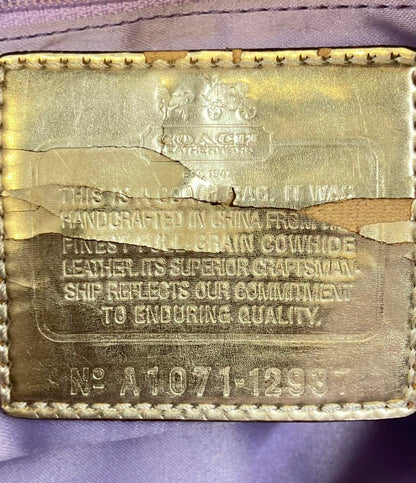 COACH
LEATHERWARE
EST. 1941
THIS IS A COACH BAG. IT WAS
HANDCRAFTED IN CHINA FROM THE
FINEST FULL GRAIN COWHIDE
LEATHER. ITS SUPERIOR CRAFTSMAN-
SHIP REFLECTS OUR COMMITMENT
TO ENDURING QUALITY.
Nº A1071-12937